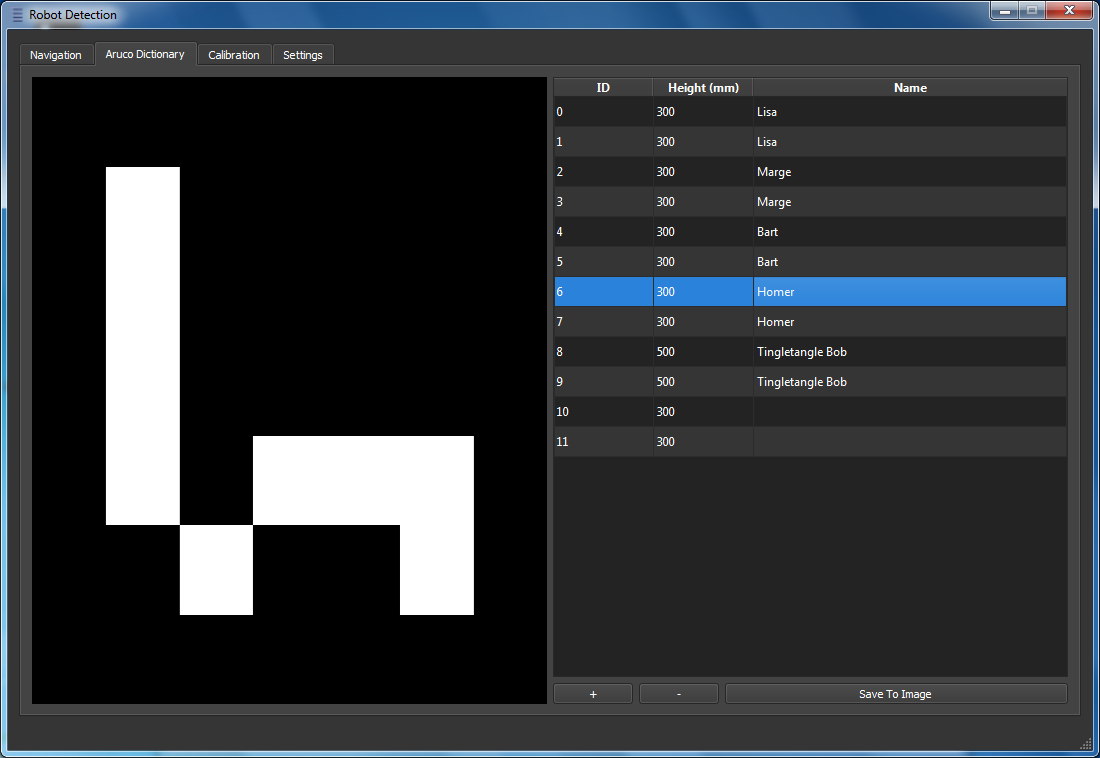 Robot Detection
Navigation Aruco Dictionary Calibration Settings
ID Height (mm) Name
0 300 Lisa
1 300 Lisa
2 300 Marge
3 300 Marge
4 300 Bart
5 300 Bart
6 300 Homer
7 300 Homer
8 500 Tingletangle Bob
9 500 Tingletangle Bob
10 300
11 300
+ - Save To Image